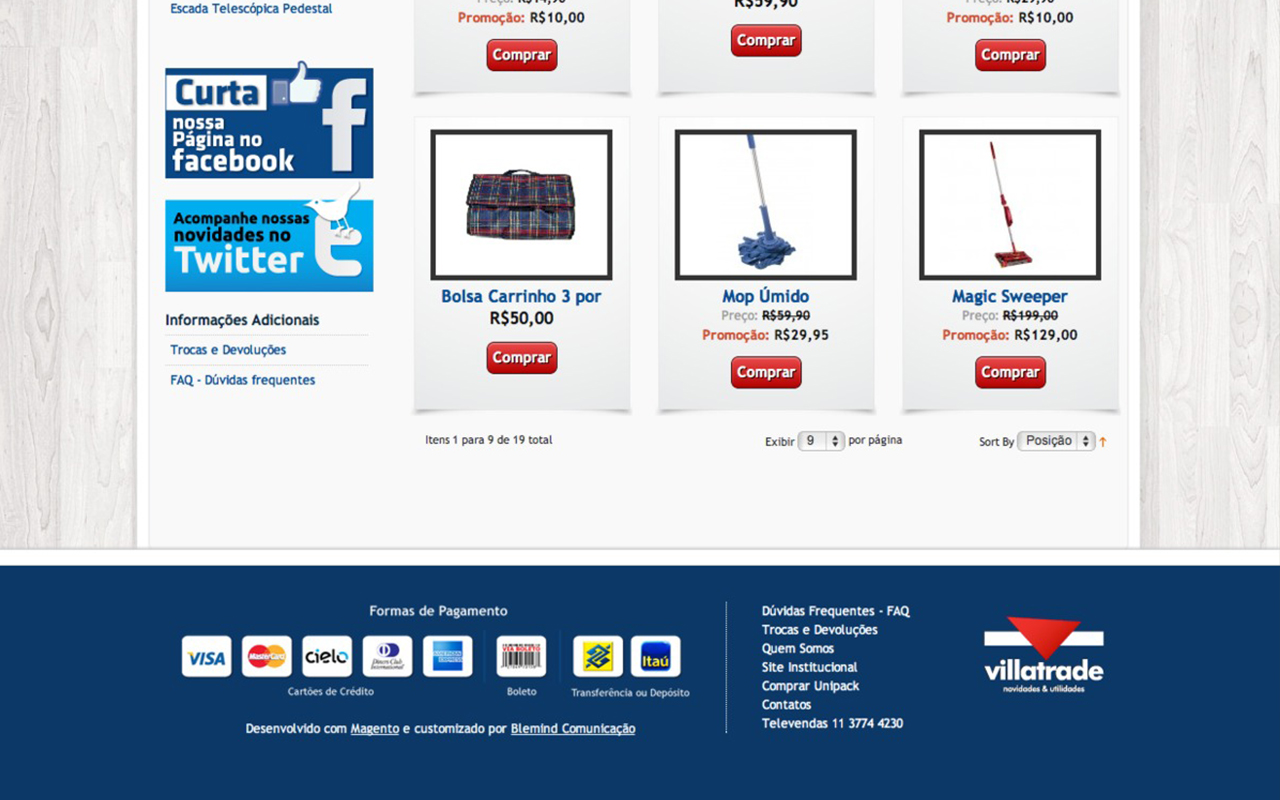 Escada Telescópica Pedestal
Promoção: R$10,00
Comprar
R$59,90
Comprar
Promoção: R$10,00
Comprar
Curta
nossa
Página no
facebook
Acompanhe nossas
novidades no
Twitter
Informações Adicionais
Trocas e Devoluções
FAQ - Dúvidas frequentes
Bolsa Carrinho 3 por
R$50,00
Comprar
Mop Úmido
Preço: R$59,90
Promoção: R$29,95
Comprar
Magic Sweeper
Preço: R$199,00
Promoção: R$129,00
Comprar
Itens 1 para 9 de 19 total
Exibir 9 por página
Sort By Posição
Formas de Pagamento
VISA
MasterCard
cielo
Diners Club
International
AMERICAN
EXPRESS
VIA BOLETO
Itaú
Cartões de Crédito
Boleto
Transferência ou Depósito
Desenvolvido com Magento e customizado por Blemind Comunicação
Dúvidas Frequentes - FAQ
Trocas e Devoluções
Quem Somos
Site Institucional
Comprar Unipack
Contatos
Televendas 11 3774 4230
villatrade
novidades & utilidades